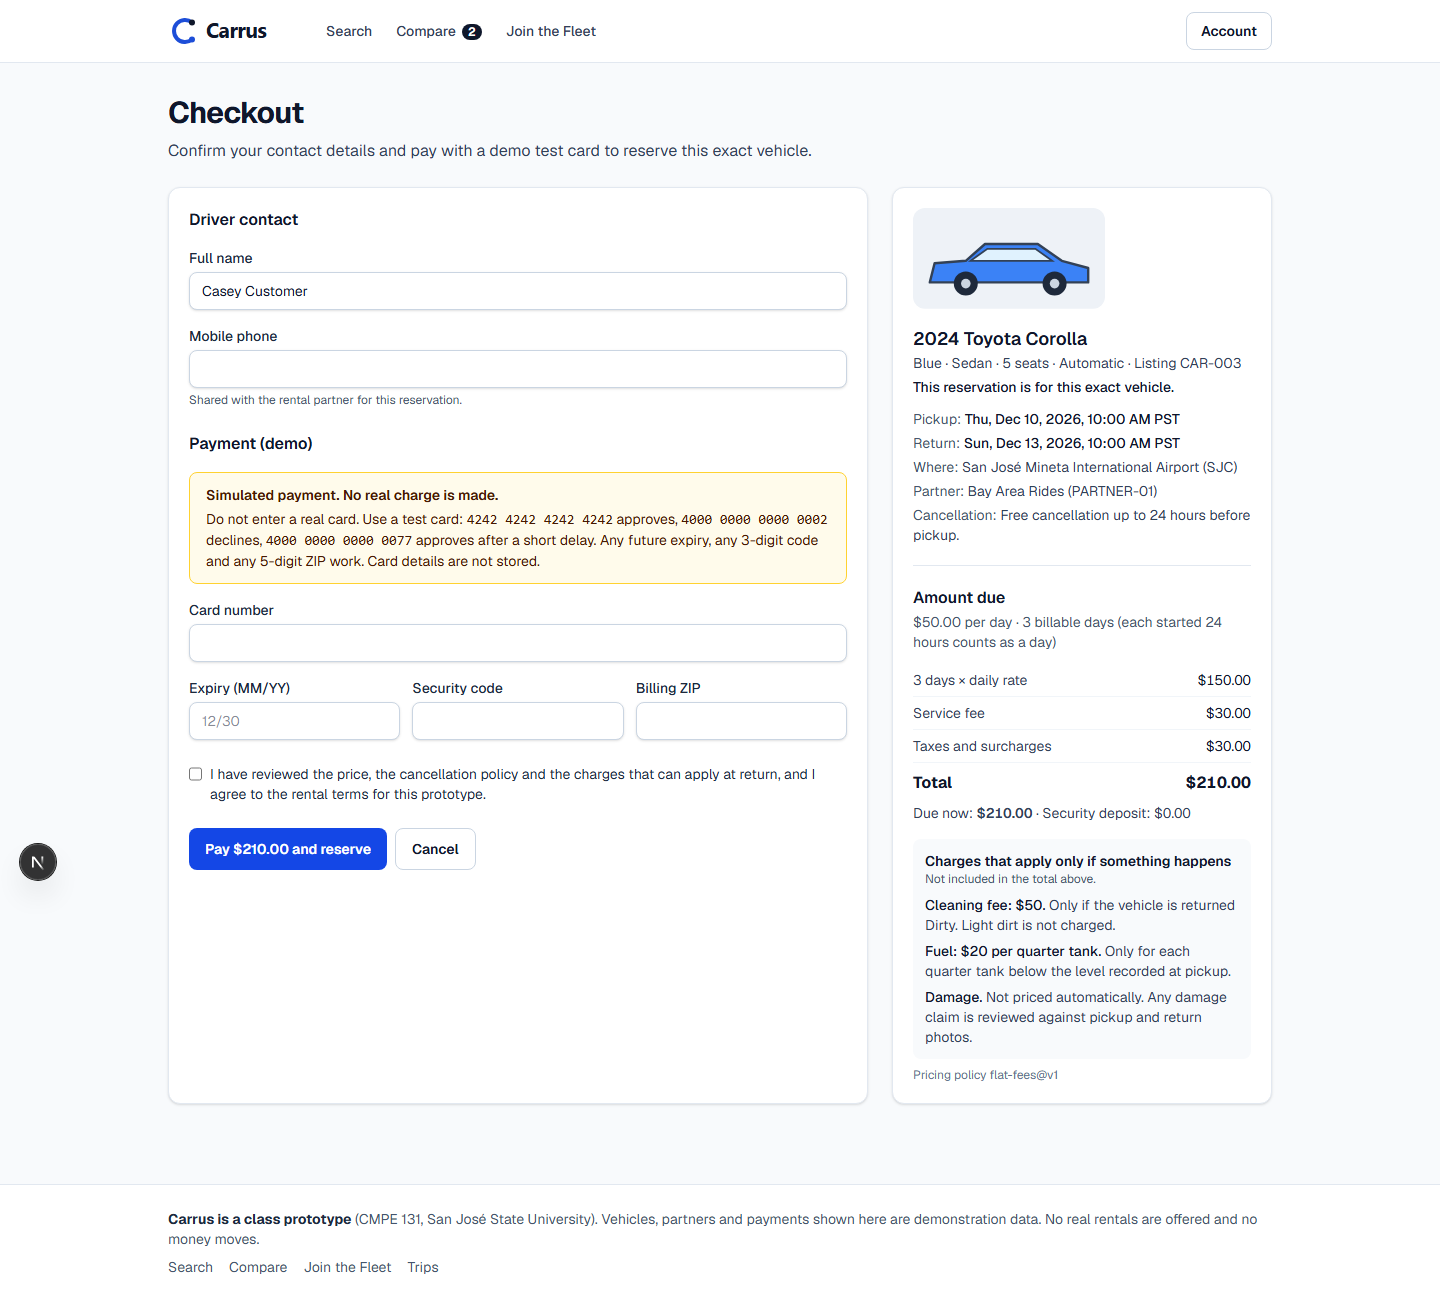 Carrus
Search
Compare 2
Join the Fleet
Account
Checkout
Confirm your contact details and pay with a demo test card to reserve this exact vehicle.
Driver contact
Full name
Casey Customer
Mobile phone
Shared with the rental partner for this reservation.
Payment (demo)
Simulated payment. No real charge is made.
Do not enter a real card. Use a test card: 4242 4242 4242 4242 approves, 4000 0000 0000 0002
declines, 4000 0000 0000 0077 approves after a short delay. Any future expiry, any 3-digit code
and any 5-digit ZIP work. Card details are not stored.
Card number
Expiry (MM/YY)
Security code
Billing ZIP
12/30
I have reviewed the price, the cancellation policy and the charges that can apply at return, and I
agree to the rental terms for this prototype.
Pay $210.00 and reserve
Cancel
N
2024 Toyota Corolla
Blue · Sedan · 5 seats · Automatic · Listing CAR-003
This reservation is for this exact vehicle.
Pickup: Thu, Dec 10, 2026, 10:00 AM PST
Return: Sun, Dec 13, 2026, 10:00 AM PST
Where: San José Mineta International Airport (SJC)
Partner: Bay Area Rides (PARTNER-01)
Cancellation: Free cancellation up to 24 hours before
pickup.
Amount due
$50.00 per day · 3 billable days (each started 24
hours counts as a day)
3 days × daily rate $150.00
Service fee $30.00
Taxes and surcharges $30.00
Total $210.00
Due now: $210.00 · Security deposit: $0.00
Charges that apply only if something happens
Not included in the total above.
Cleaning fee: $50. Only if the vehicle is returned
Dirty. Light dirt is not charged.
Fuel: $20 per quarter tank. Only for each
quarter tank below the level recorded at pickup.
Damage. Not priced automatically. Any damage
claim is reviewed against pickup and return
photos.
Pricing policy flat-fees@v1
Carrus is a class prototype (CMPE 131, San José State University). Vehicles, partners and payments shown here are demonstration data. No real rentals are offered and no
money moves.
Search
Compare
Join the Fleet
Trips